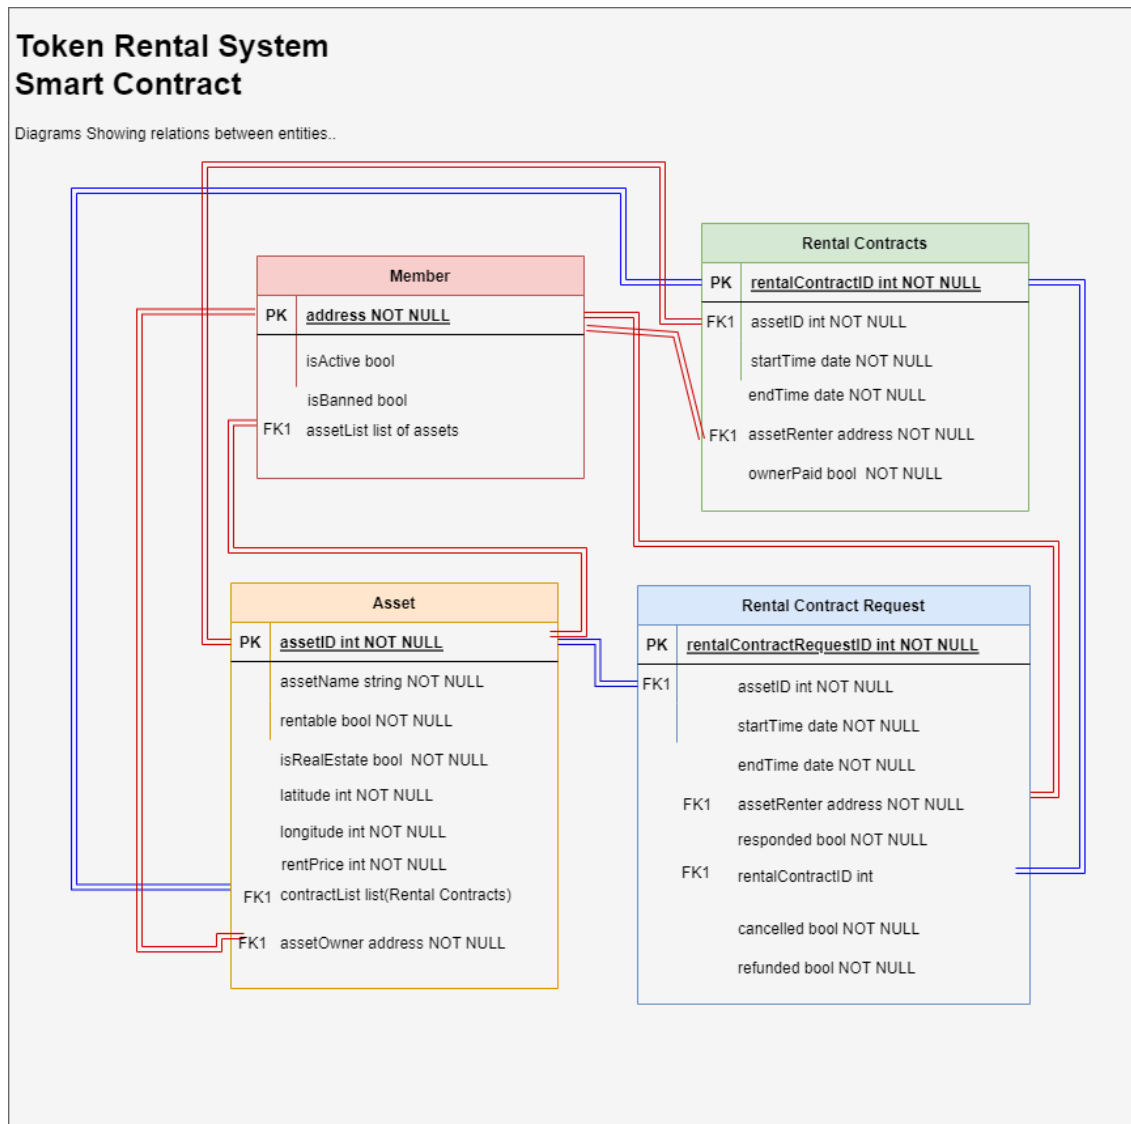 Token Rental System
Smart Contract
Diagrams Showing relations between entities..
Member
PK address NOT NULL
isActive bool
isBanned bool
FK1 assetList list of assets
Rental Contracts
PK rentalContractID int NOT NULL
FK1 assetID int NOT NULL
startTime date NOT NULL
endTime date NOT NULL
FK1 assetRenter address NOT NULL
ownerPaid bool  NOT NULL
Asset
PK assetID int NOT NULL
assetName string NOT NULL
rentable bool NOT NULL
isRealEstate bool  NOT NULL
latitude int NOT NULL
longitude int NOT NULL
rentPrice int NOT NULL
FK1 contractList list(Rental Contracts)
FK1 assetOwner address NOT NULL
Rental Contract Request
PK rentalContractRequestID int NOT NULL
FK1 assetID int NOT NULL
startTime date NOT NULL
endTime date NOT NULL
FK1 assetRenter address NOT NULL
responded bool NOT NULL
FK1 rentalContractID int
cancelled bool NOT NULL
refunded bool NOT NULL